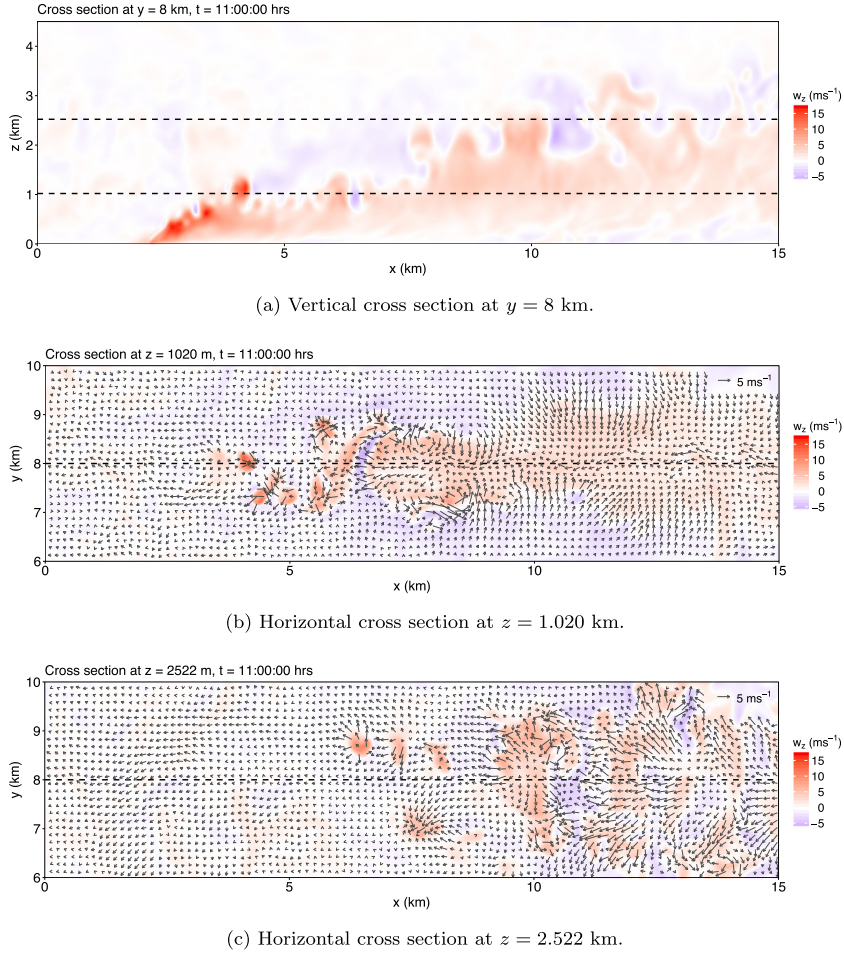 Cross section at y = 8 km, t = 11:00:00 hrs
4
3
2
1
0
z (km)
0
5
10
15
x (km)
w_z (ms⁻¹)
15
10
5
0
−5
(a) Vertical cross section at y = 8 km.
Cross section at z = 1020 m, t = 11:00:00 hrs
5 ms⁻¹
10
9
8
7
6
y (km)
0
5
10
15
x (km)
w_z (ms⁻¹)
15
10
5
0
−5
(b) Horizontal cross section at z = 1.020 km.
Cross section at z = 2522 m, t = 11:00:00 hrs
5 ms⁻¹
10
9
8
7
6
y (km)
0
5
10
15
x (km)
w_z (ms⁻¹)
15
10
5
0
−5
(c) Horizontal cross section at z = 2.522 km.